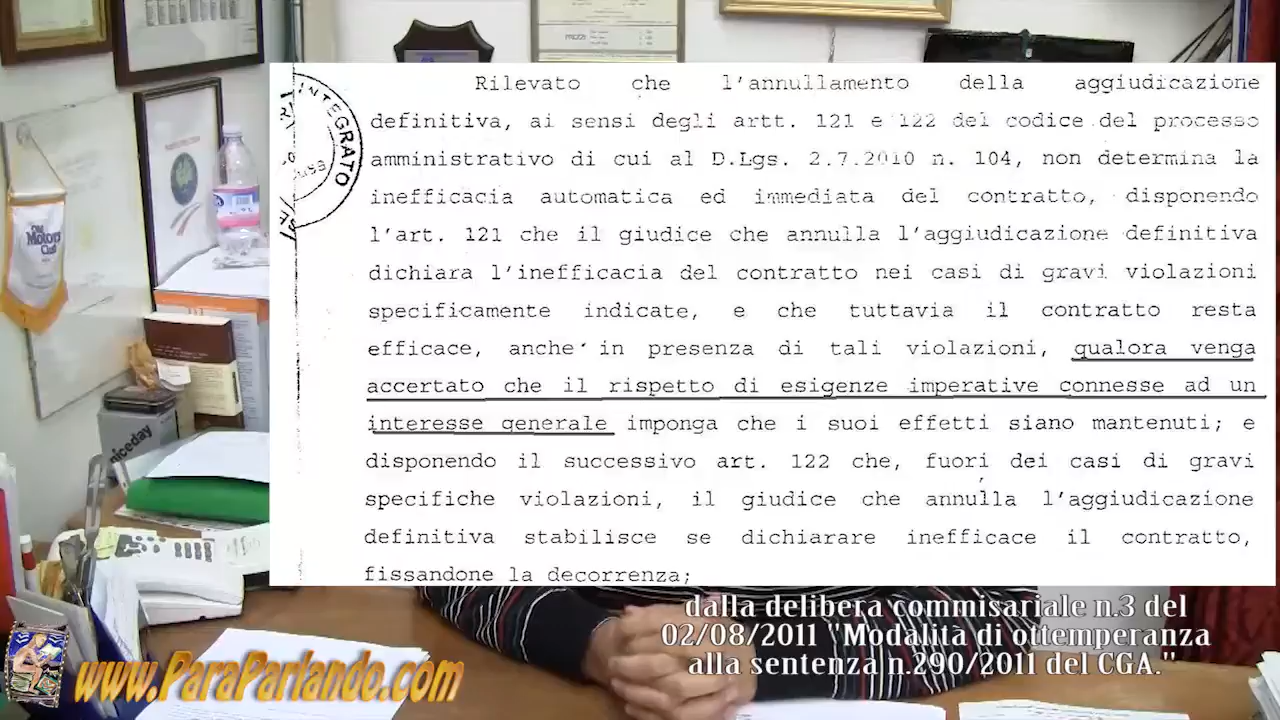 Rilevato che l'annullamento della aggiudicazione
definitiva, ai sensi degli artt. 121 e 122 del codice del processo
amministrativo di cui al D.Lgs. 2.7.2010 n. 104, non determina la
inefficacia automatica ed immediata del contratto, disponendo
l'art. 121 che il giudice che annulla l'aggiudicazione definitiva
dichiara l'inefficacia del contratto nei casi di gravi violazioni
specificamente indicate, e che tuttavia il contratto resta
efficace, anche in presenza di tali violazioni, qualora venga
accertato che il rispetto di esigenze imperative connesse ad un
interesse generale imponga che i suoi effetti siano mantenuti; e
disponendo il successivo art. 122 che, fuori dei casi di gravi
specifiche violazioni, il giudice che annulla l'aggiudicazione
definitiva stabilisce se dichiarare inefficace il contratto,
fissandone la decorrenza;
INTEGRATO
Old
Motors
Club
niceday
dalla delibera commisariale n.3 del
02/08/2011 "Modalità di ottemperanza
alla sentenza n.290/2011 del CGA."
www.ParaParlando.com